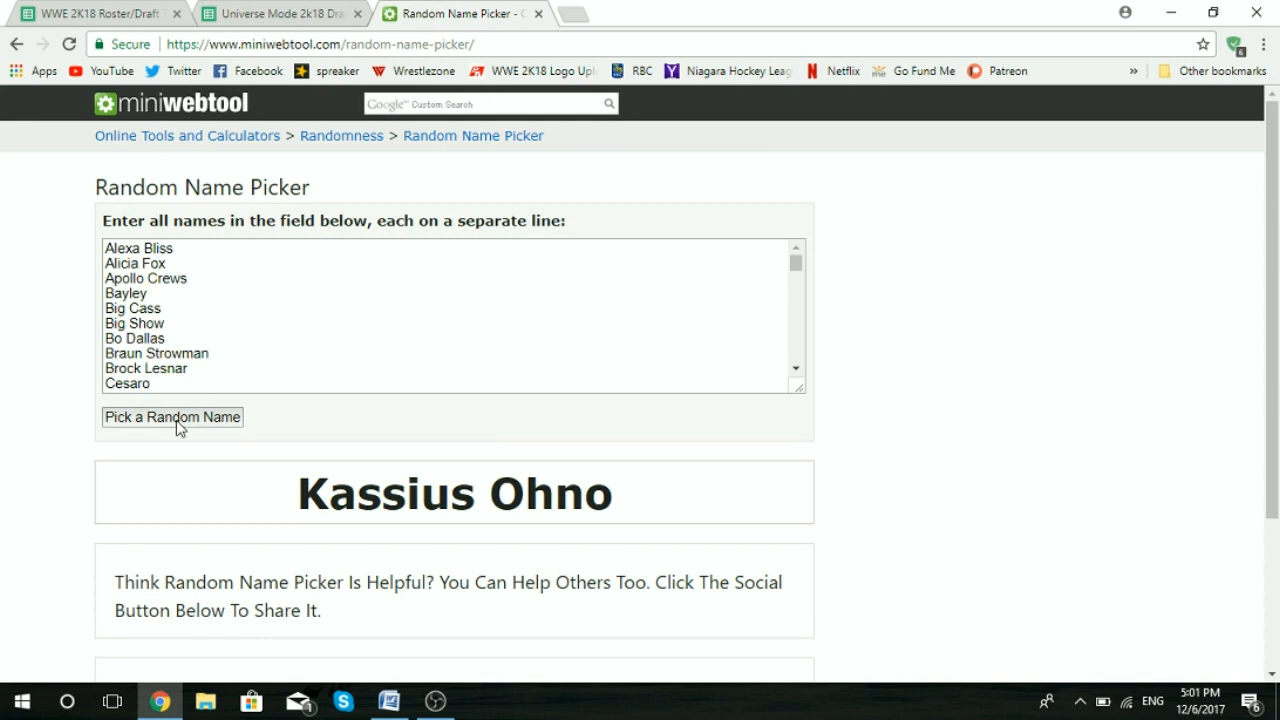 WWE 2K18 Roster/Draft
Universe Mode 2k18 Dra
Random Name Picker -
Secure
https://www.miniwebtool.com/random-name-picker/
6
Apps
YouTube
Twitter
Facebook
spreaker
Wrestlezone
WWE 2K18 Logo Upl
RBC
Niagara Hockey Leag
Netflix
Go Fund Me
Patreon
»
Other bookmarks
miniwebtool
Google™ Custom Search
Online Tools and Calculators > Randomness > Random Name Picker
Random Name Picker
Enter all names in the field below, each on a separate line:
Alexa Bliss
Alicia Fox
Apollo Crews
Bayley
Big Cass
Big Show
Bo Dallas
Braun Strowman
Brock Lesnar
Cesaro
Pick a Random Name
Kassius Ohno
Think Random Name Picker Is Helpful? You Can Help Others Too. Click The Social
Button Below To Share It.
1
ENG
5:01 PM
12/6/2017
6